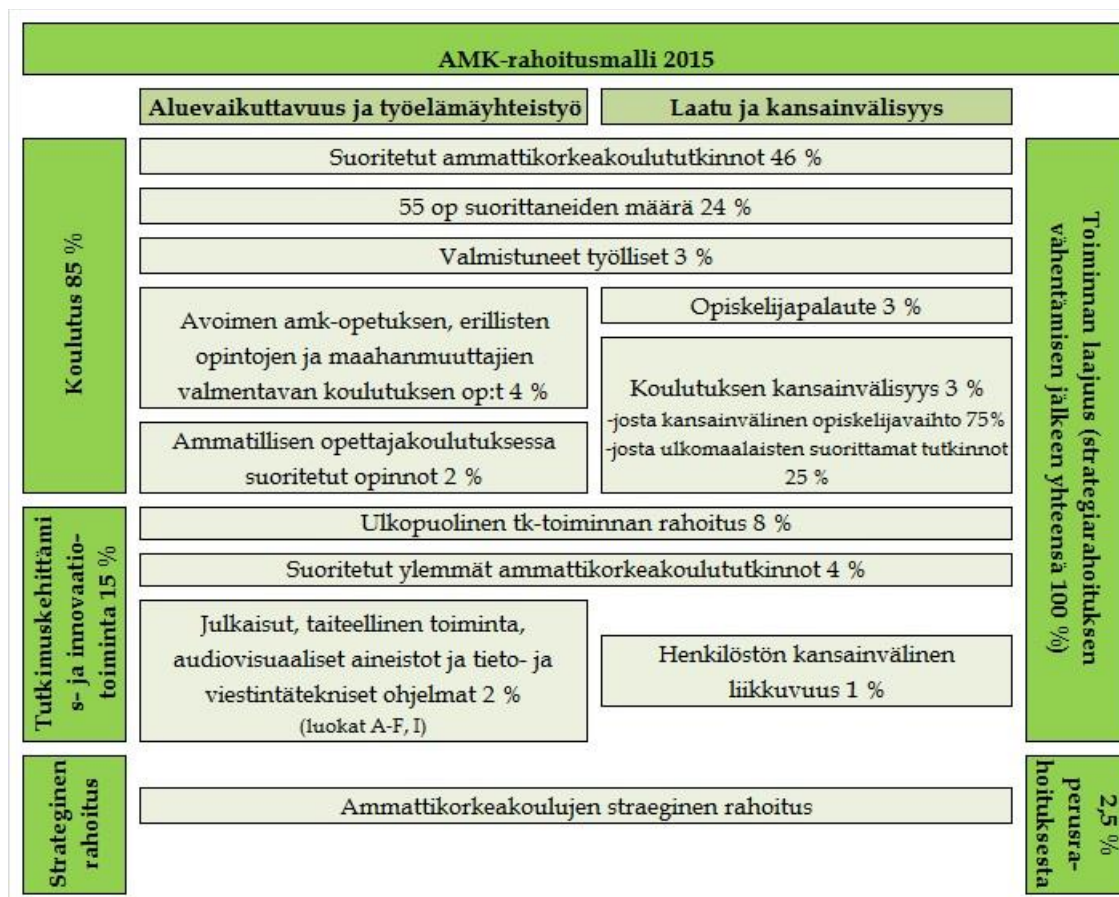 AMK-rahoitusmalli 2015
Aluevaikuttavuus ja työelämäyhteistyö
Laatu ja kansainvälisyys
Koulutus 85 %
Suoritetut ammattikorkeakoulututkinnot 46 %
55 op suorittaneiden määrä 24 %
Valmistuneet työlliset 3 %
Avoimen amk-opetuksen, erillisten
opintojen ja maahanmuuttajien
valmentavan koulutuksen op:t 4 %
Ammatillisen opettajakoulutuksessa
suoritetut opinnot 2 %
Opiskelijapalaute 3 %
Koulutuksen kansainvälisyys 3 %
-josta kansainvälinen opiskelijavaihto 75%
-josta ulkomaalaisten suorittamat tutkinnot
25 %
Tutkimuskehittämi
s- ja innovaatio-
toiminta 15 %
Ulkopuolinen tk-toiminnan rahoitus 8 %
Suoritetut ylemmät ammattikorkeakoulututkinnot 4 %
Julkaisut, taiteellinen toiminta,
audiovisuaaliset aineistot ja tieto- ja
viestintätekniset ohjelmat 2 %
(luokat A-F, I)
Henkilöstön kansainvälinen
liikkuvuus 1 %
Toiminnan laajuus (strategiarahoituksen
vähentämisen jälkeen yhteensä 100 %)
Strateginen
rahoitus
Ammattikorkeakoulujen straeginen rahoitus
2,5 %
perusra-
hoituksesta